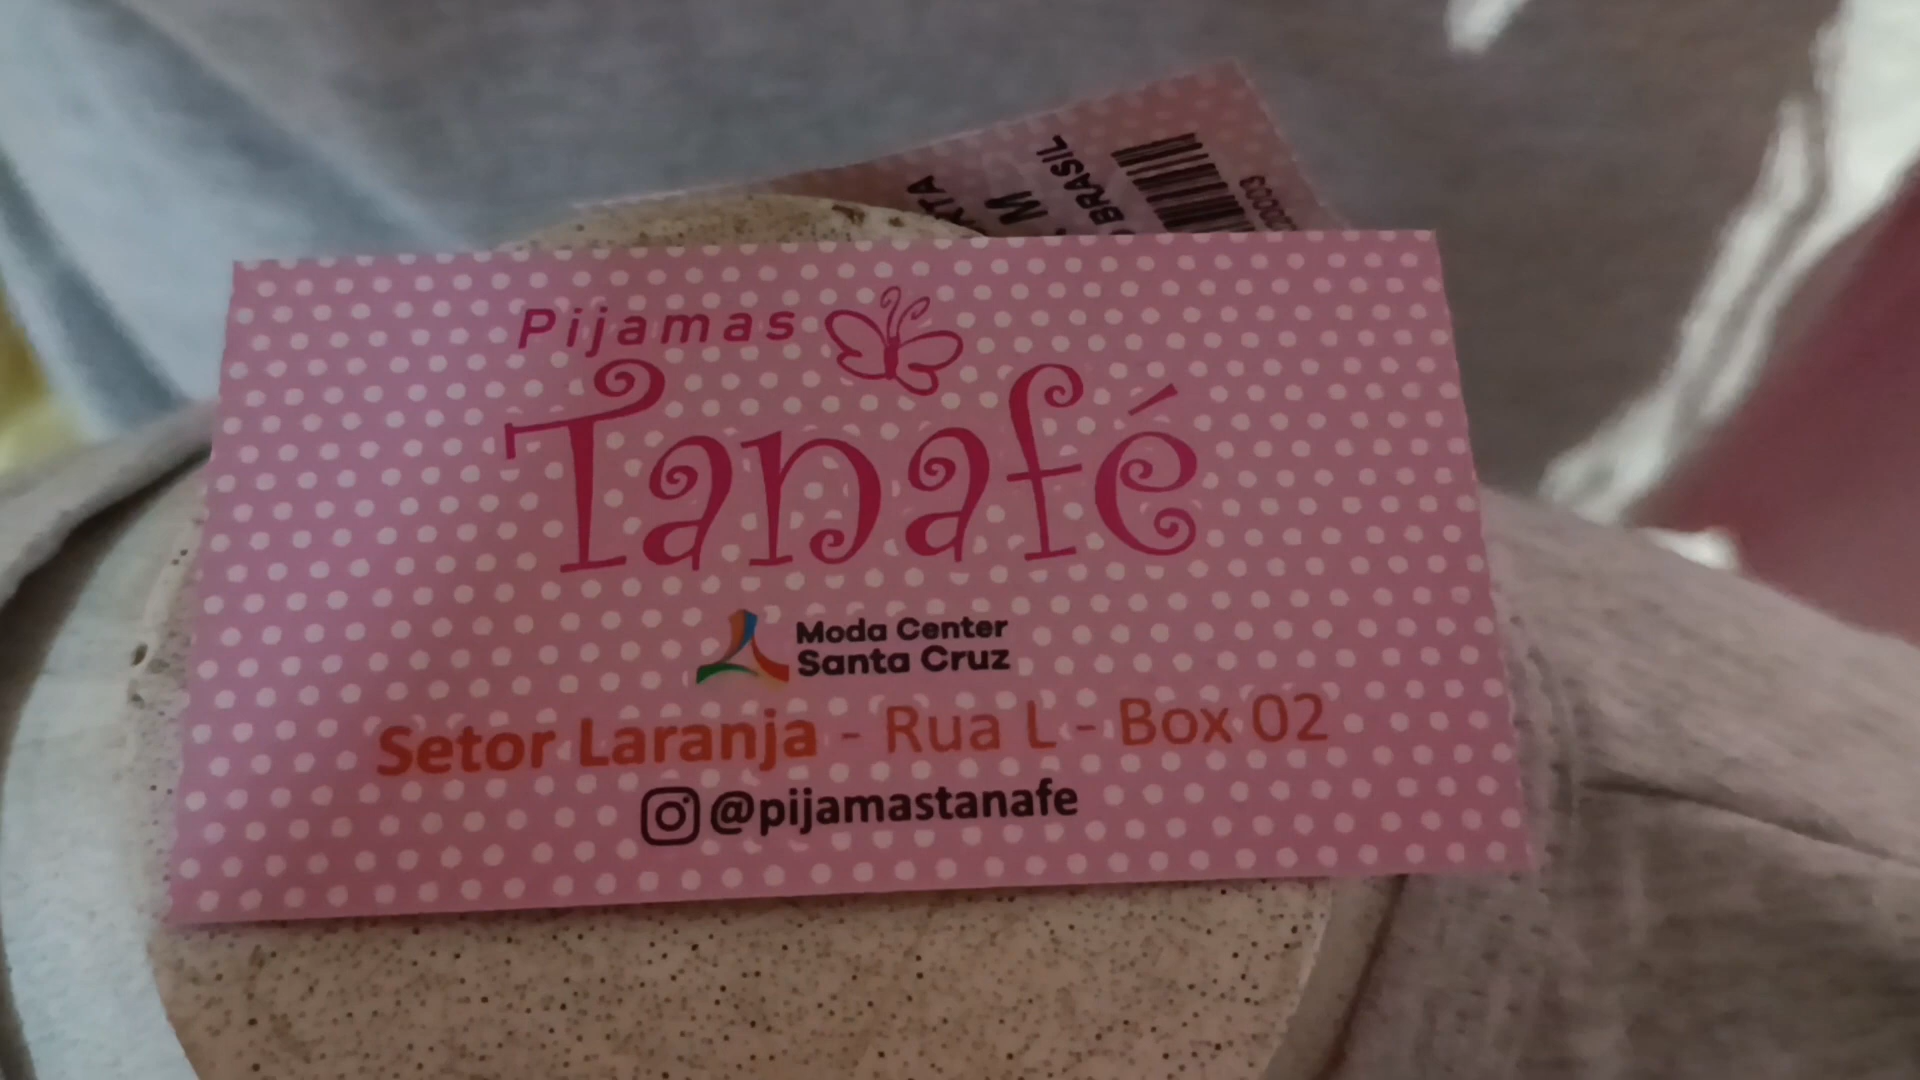 M
BRASIL
Pijamas
Tanafé
Moda Center
Santa Cruz
Setor Laranja - Rua L - Box 02
@pijamastanafe